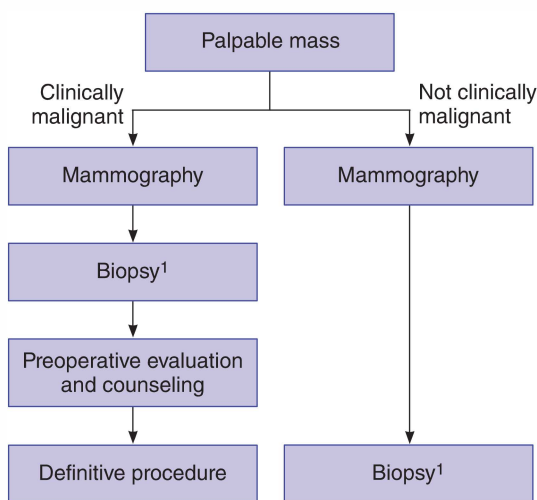 Palpable mass
Clinically
malignant
Not clinically
malignant
Mammography
Mammography
Biopsy¹
Preoperative evaluation
and counseling
Definitive procedure
Biopsy¹